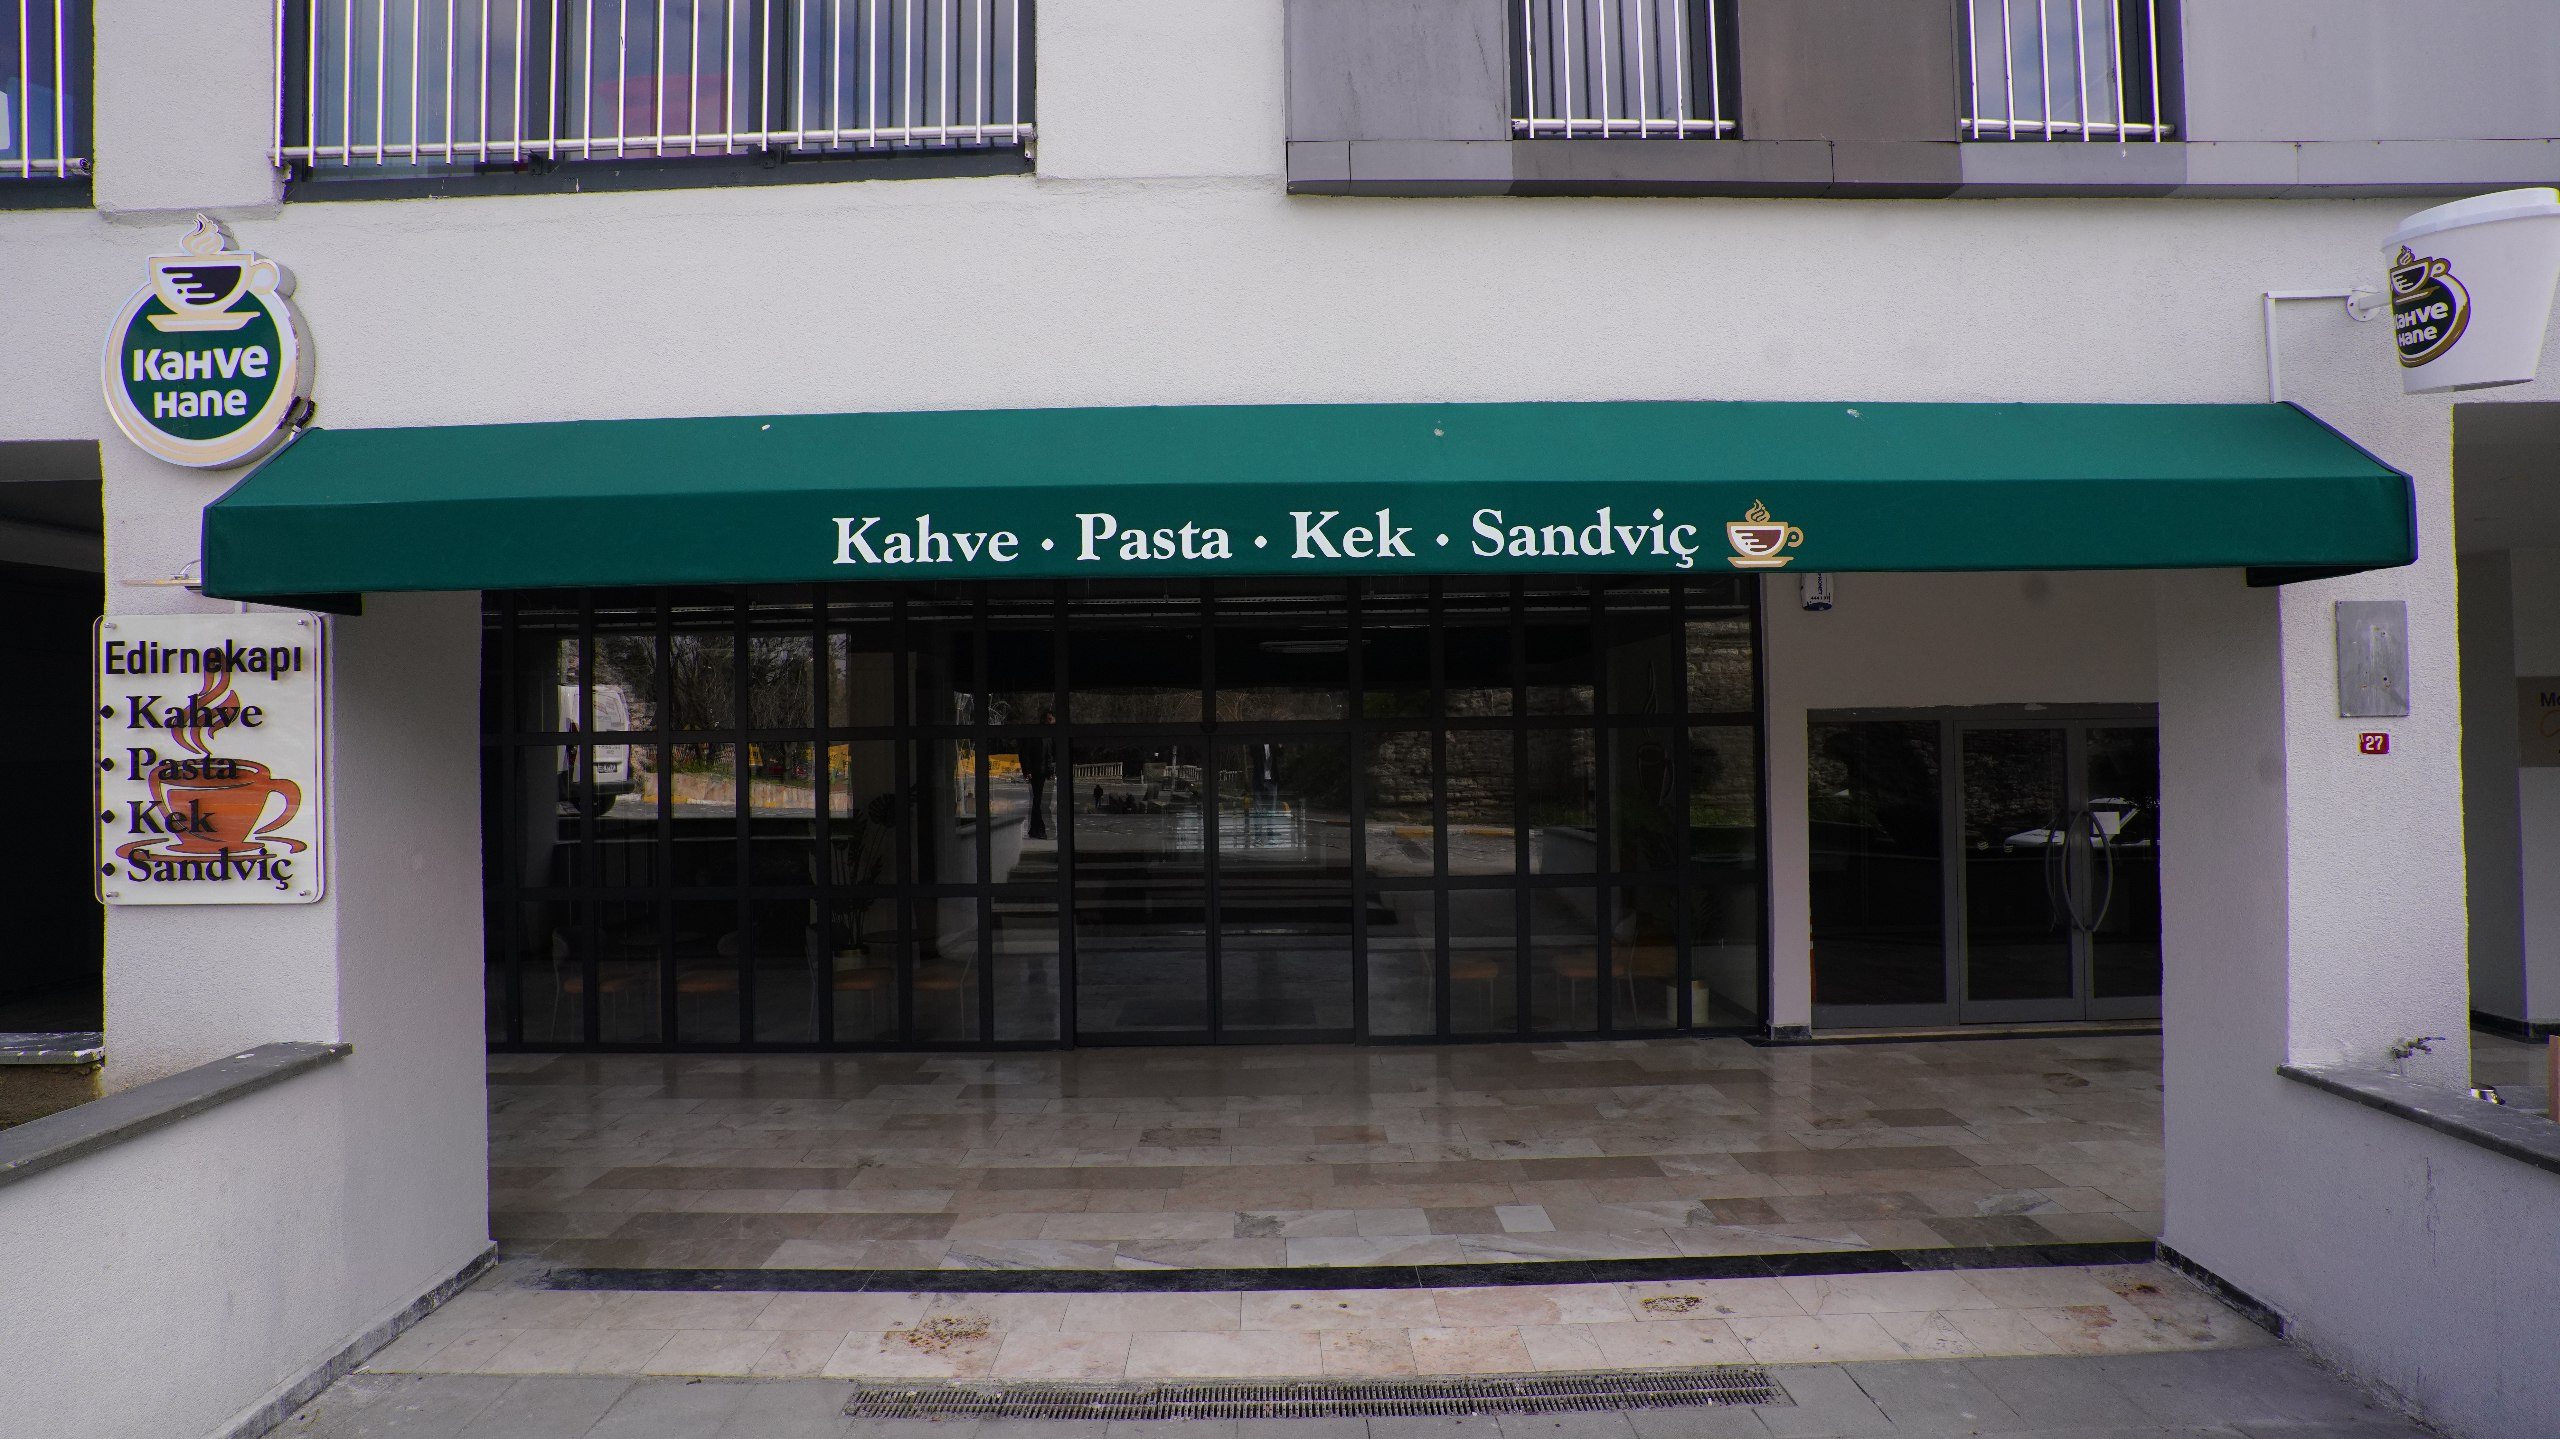 Kahve
Hane
Kahve
Hane
Kahve • Pasta • Kek • Sandviç
Edirnekapı
• Kahve
• Pasta
• Kek
• Sandviç
27